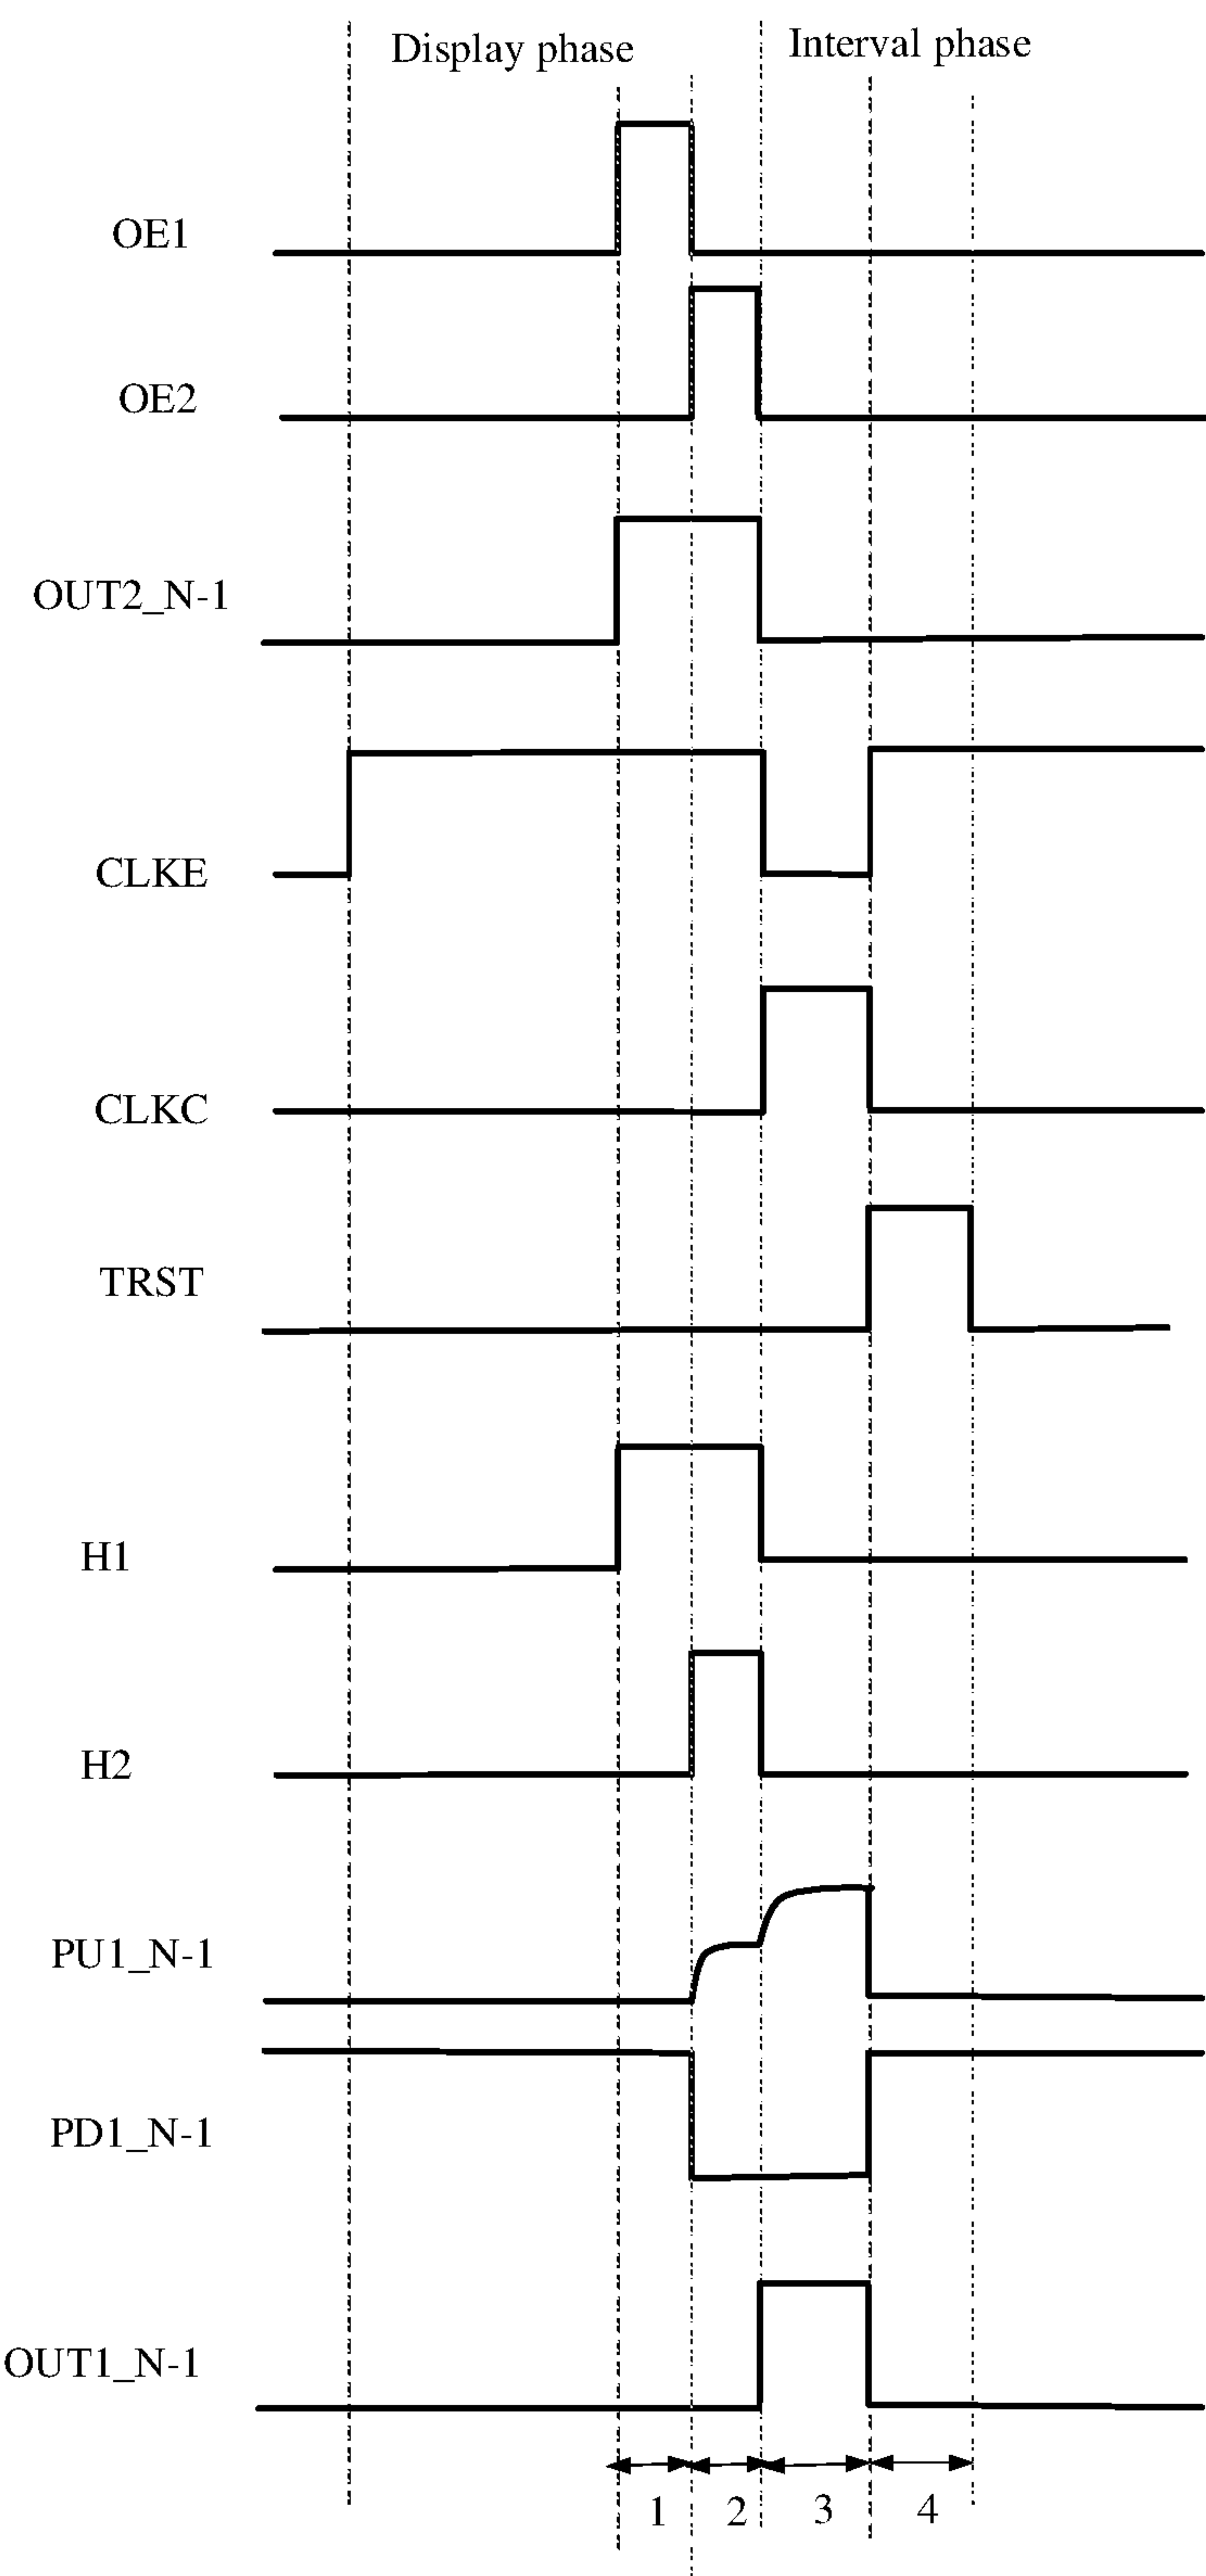 Display phase
Interval phase
OE1
OE2
OUT2_N-1
CLKE
CLKC
TRST
H1
H2
PU1_N-1
PD1_N-1
OUT1_N-1
1 2 3 4